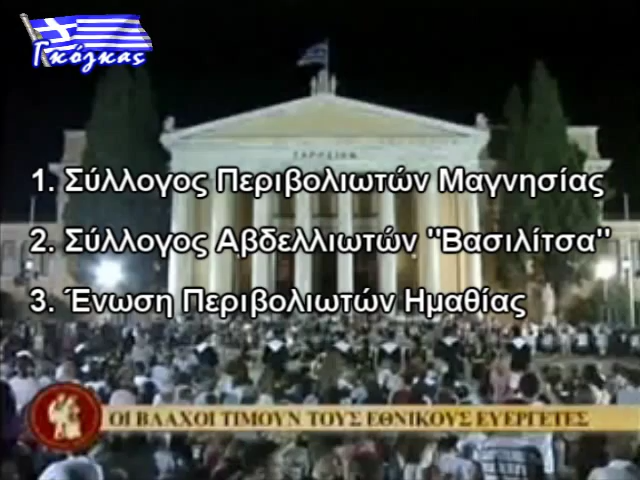 Γκόγκας
ΖΑΠΠΕΙΟΝ
1. Σύλλογος Περιβολιωτών Μαγνησίας
2. Σύλλογος Αβδελλιωτών "Βασιλίτσα"
3. Ένωση Περιβολιωτών Ημαθίας
ΟΙ ΒΛΑΧΟΙ ΤΙΜΟΥΝ ΤΟΥΣ ΕΘΝΙΚΟΥΣ ΕΥΕΡΓΕΤΕΣ